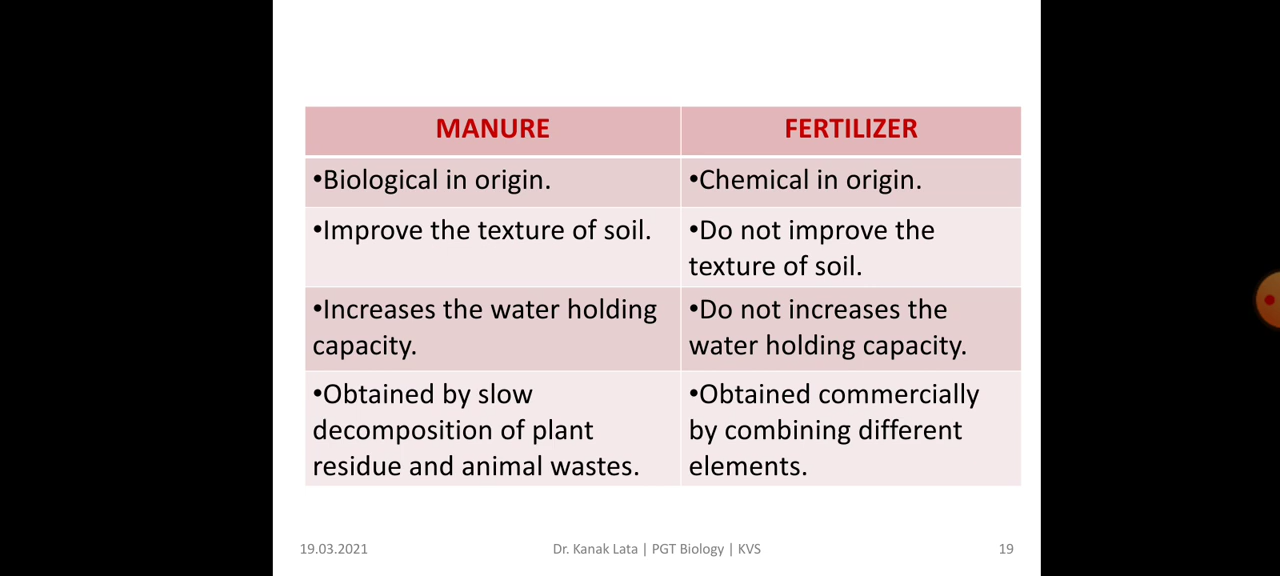 MANURE
FERTILIZER
•Biological in origin.
•Chemical in origin.
•Improve the texture of soil.
•Do not improve the
texture of soil.
•Increases the water holding
capacity.
•Do not increases the
water holding capacity.
•Obtained by slow
decomposition of plant
residue and animal wastes.
•Obtained commercially
by combining different
elements.
19.03.2021
Dr. Kanak Lata | PGT Biology | KVS
19